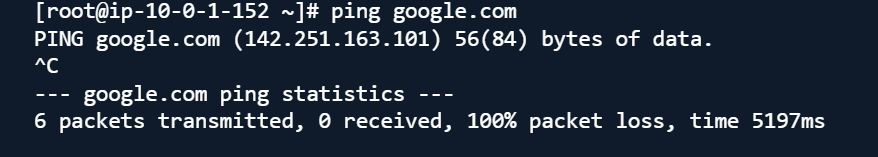 [root@ip-10-0-1-152 ~]# ping google.com
PING google.com (142.251.163.101) 56(84) bytes of data.
^C
--- google.com ping statistics ---
6 packets transmitted, 0 received, 100% packet loss, time 5197ms